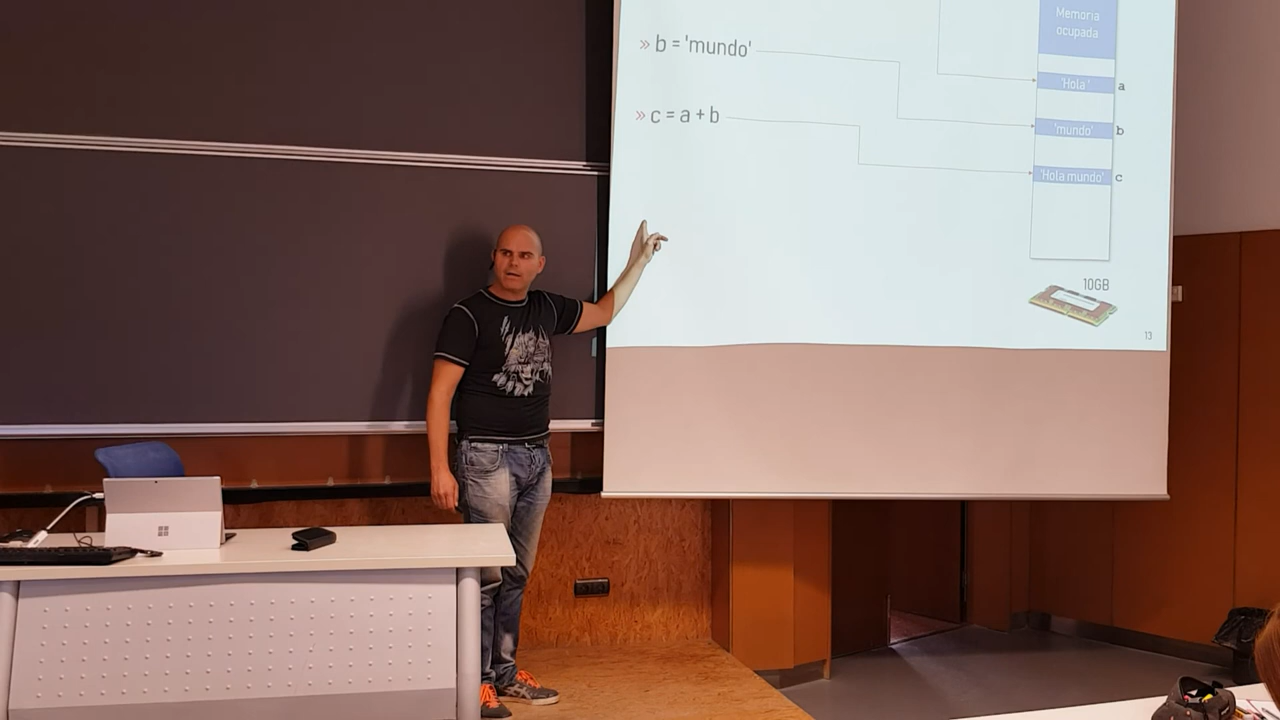 Memoria
ocupada
» b = 'mundo'
'Hola ' a
» c = a + b
'mundo' b
'Hola mundo' c
10GB
13